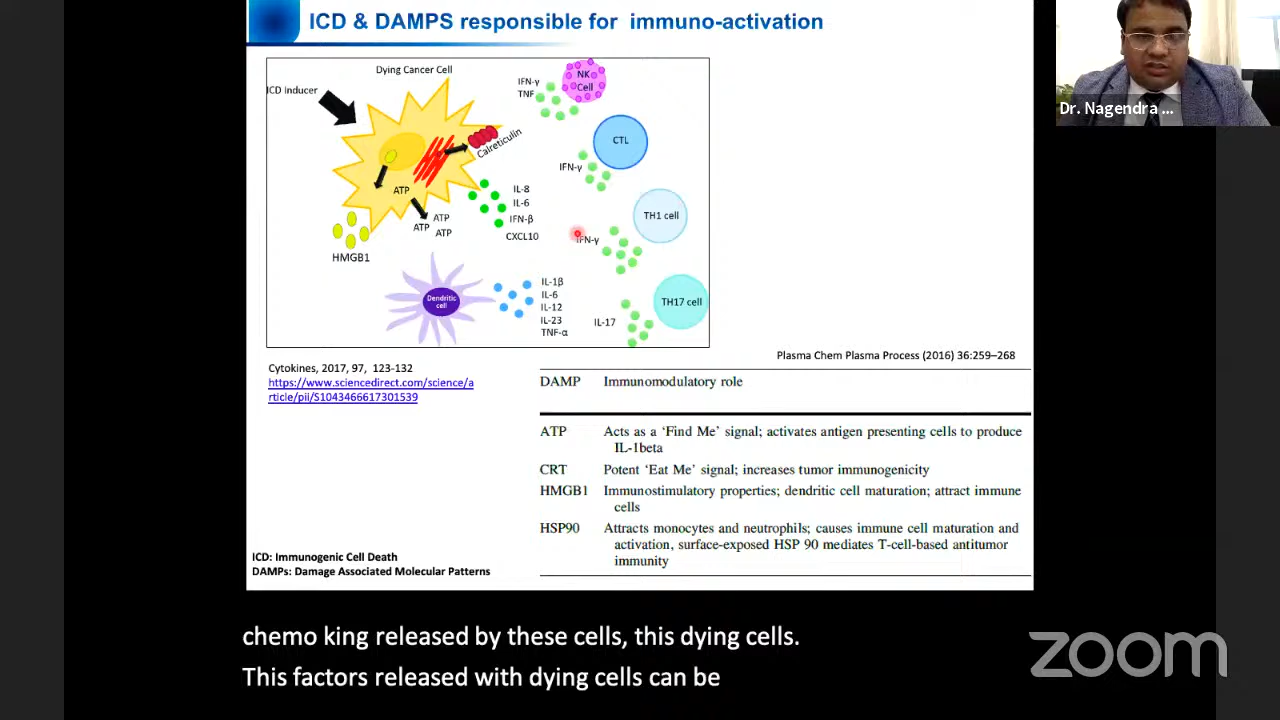 ICD & DAMPS responsible for immuno-activation
Dying Cancer Cell
ICD inducer
Calreticulin
ATP
ATP
ATP
ATP
HMGB1
IL-8
IL-6
IFN-β
CXCL10
Dendritic
cell
IL-1β
IL-6
IL-12
IL-23
TNF-α
IFN-γ
TNF
NK
Cell
CTL
IFN-γ
TH1 cell
IFN-γ
TH17 cell
IL-17
Cytokines, 2017, 97, 123-132
https://www.sciencedirect.com/science/a
rticle/pii/S1043466617301539
Plasma Chem Plasma Process (2016) 36:259–268
DAMP Immunomodulatory role
ATP Acts as a ‘Find Me’ signal; activates antigen presenting cells to produce
IL-1beta
CRT Potent ‘Eat Me’ signal; increases tumor immunogenicity
HMGB1 Immunostimulatory properties; dendritic cell maturation; attract immune
cells
HSP90 Attracts monocytes and neutrophils; causes immune cell maturation and
activation, surface-exposed HSP 90 mediates T-cell-based antitumor
immunity
ICD: Immunogenic Cell Death
DAMPs: Damage Associated Molecular Patterns
Dr. Nagendra ...
chemo king released by these cells, this dying cells.
This factors released with dying cells can be
zoom